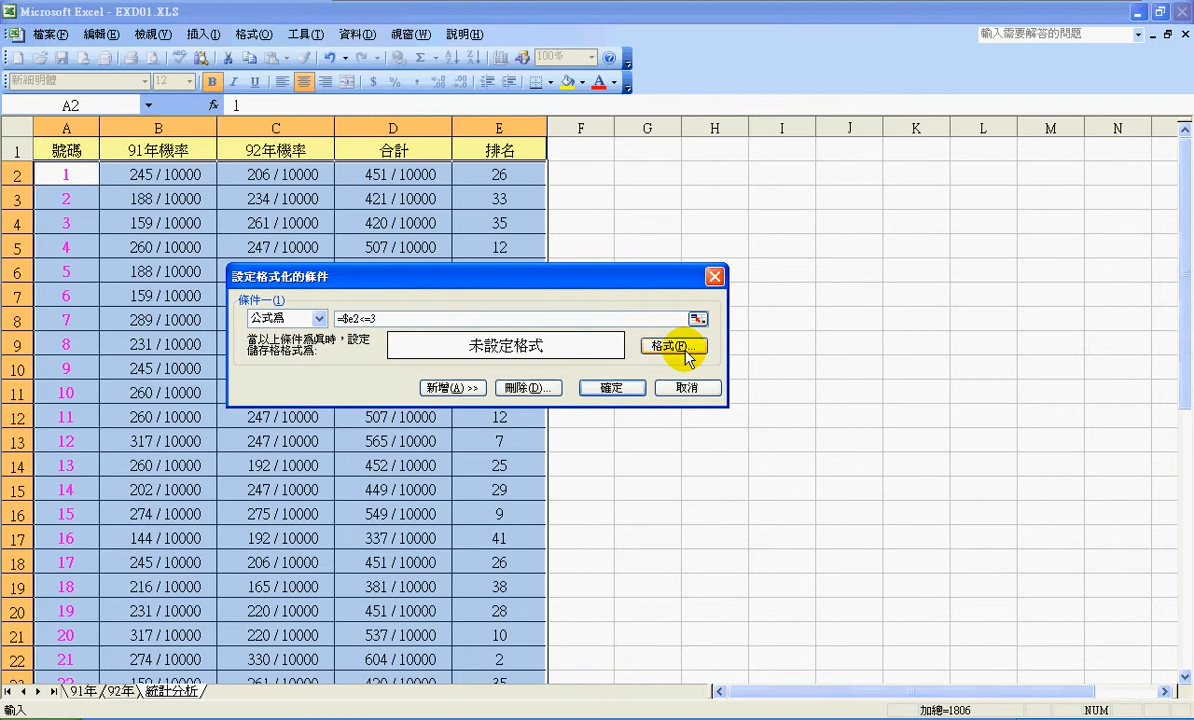 Microsoft Excel - EXD01.XLS
檔案(F) 編輯(E) 檢視(V) 插入(I) 格式(O) 工具(T) 資料(D) 視窗(W) 說明(H) 輸入需要解答的問題
100%
新細明體 12 B I U $ %
A2 fx 1
A B C D E F G H I J K L M N
1 號碼 91年機率 92年機率 合計 排名
2 1 245 / 10000 206 / 10000 451 / 10000 26
3 2 188 / 10000 234 / 10000 421 / 10000 33
4 3 159 / 10000 261 / 10000 420 / 10000 35
5 4 260 / 10000 247 / 10000 507 / 10000 12
6 5 188 / 10000
7 6 159 / 10000
8 7 289 / 10000
9 8 231 / 10000
10 9 245 / 10000
11 10 260 / 10000
設定格式化的條件
條件一(1)
公式為 =$e2<=3
當以上條件為真時，設定
儲存格格式為:
未設定格式 格式(F)...
新增(A) >> 刪除(D)... 確定 取消
12 11 260 / 10000 247 / 10000 507 / 10000 12
13 12 317 / 10000 247 / 10000 565 / 10000 7
14 13 260 / 10000 192 / 10000 452 / 10000 25
15 14 202 / 10000 247 / 10000 449 / 10000 29
16 15 274 / 10000 275 / 10000 549 / 10000 9
17 16 144 / 10000 192 / 10000 337 / 10000 41
18 17 245 / 10000 206 / 10000 451 / 10000 26
19 18 216 / 10000 165 / 10000 381 / 10000 38
20 19 231 / 10000 220 / 10000 451 / 10000 28
21 20 317 / 10000 220 / 10000 537 / 10000 10
22 21 274 / 10000 330 / 10000 604 / 10000 2
91年 92年 統計分析
輸入 加總=1806 NUM